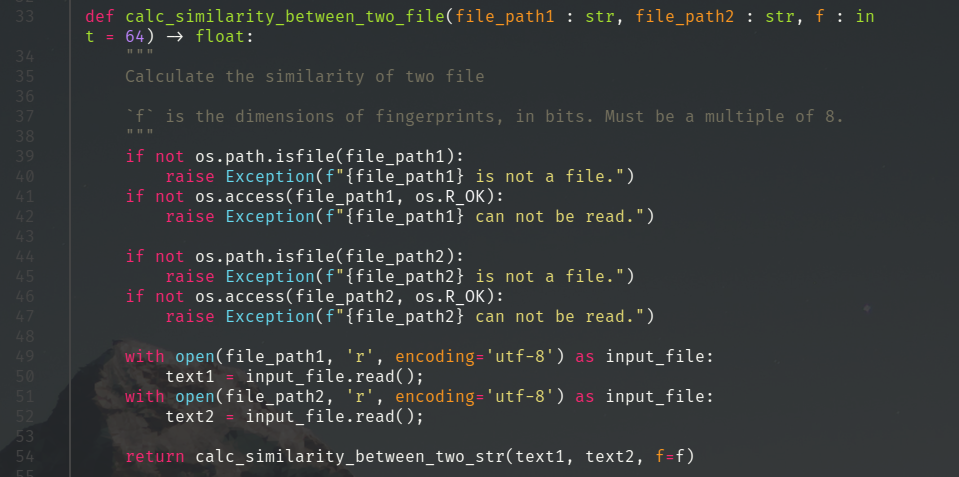 33 def calc_similarity_between_two_file(file_path1 : str, file_path2 : str, f : in
t = 64) → float:
34 """
35 Calculate the similarity of two file
36
37 `f` is the dimensions of fingerprints, in bits. Must be a multiple of 8.
38 """
39 if not os.path.isfile(file_path1):
40 raise Exception(f"{file_path1} is not a file.")
41 if not os.access(file_path1, os.R_OK):
42 raise Exception(f"{file_path1} can not be read.")
43
44 if not os.path.isfile(file_path2):
45 raise Exception(f"{file_path2} is not a file.")
46 if not os.access(file_path2, os.R_OK):
47 raise Exception(f"{file_path2} can not be read.")
48
49 with open(file_path1, 'r', encoding='utf-8') as input_file:
50 text1 = input_file.read();
51 with open(file_path2, 'r', encoding='utf-8') as input_file:
52 text2 = input_file.read();
53
54 return calc_similarity_between_two_str(text1, text2, f=f)
55